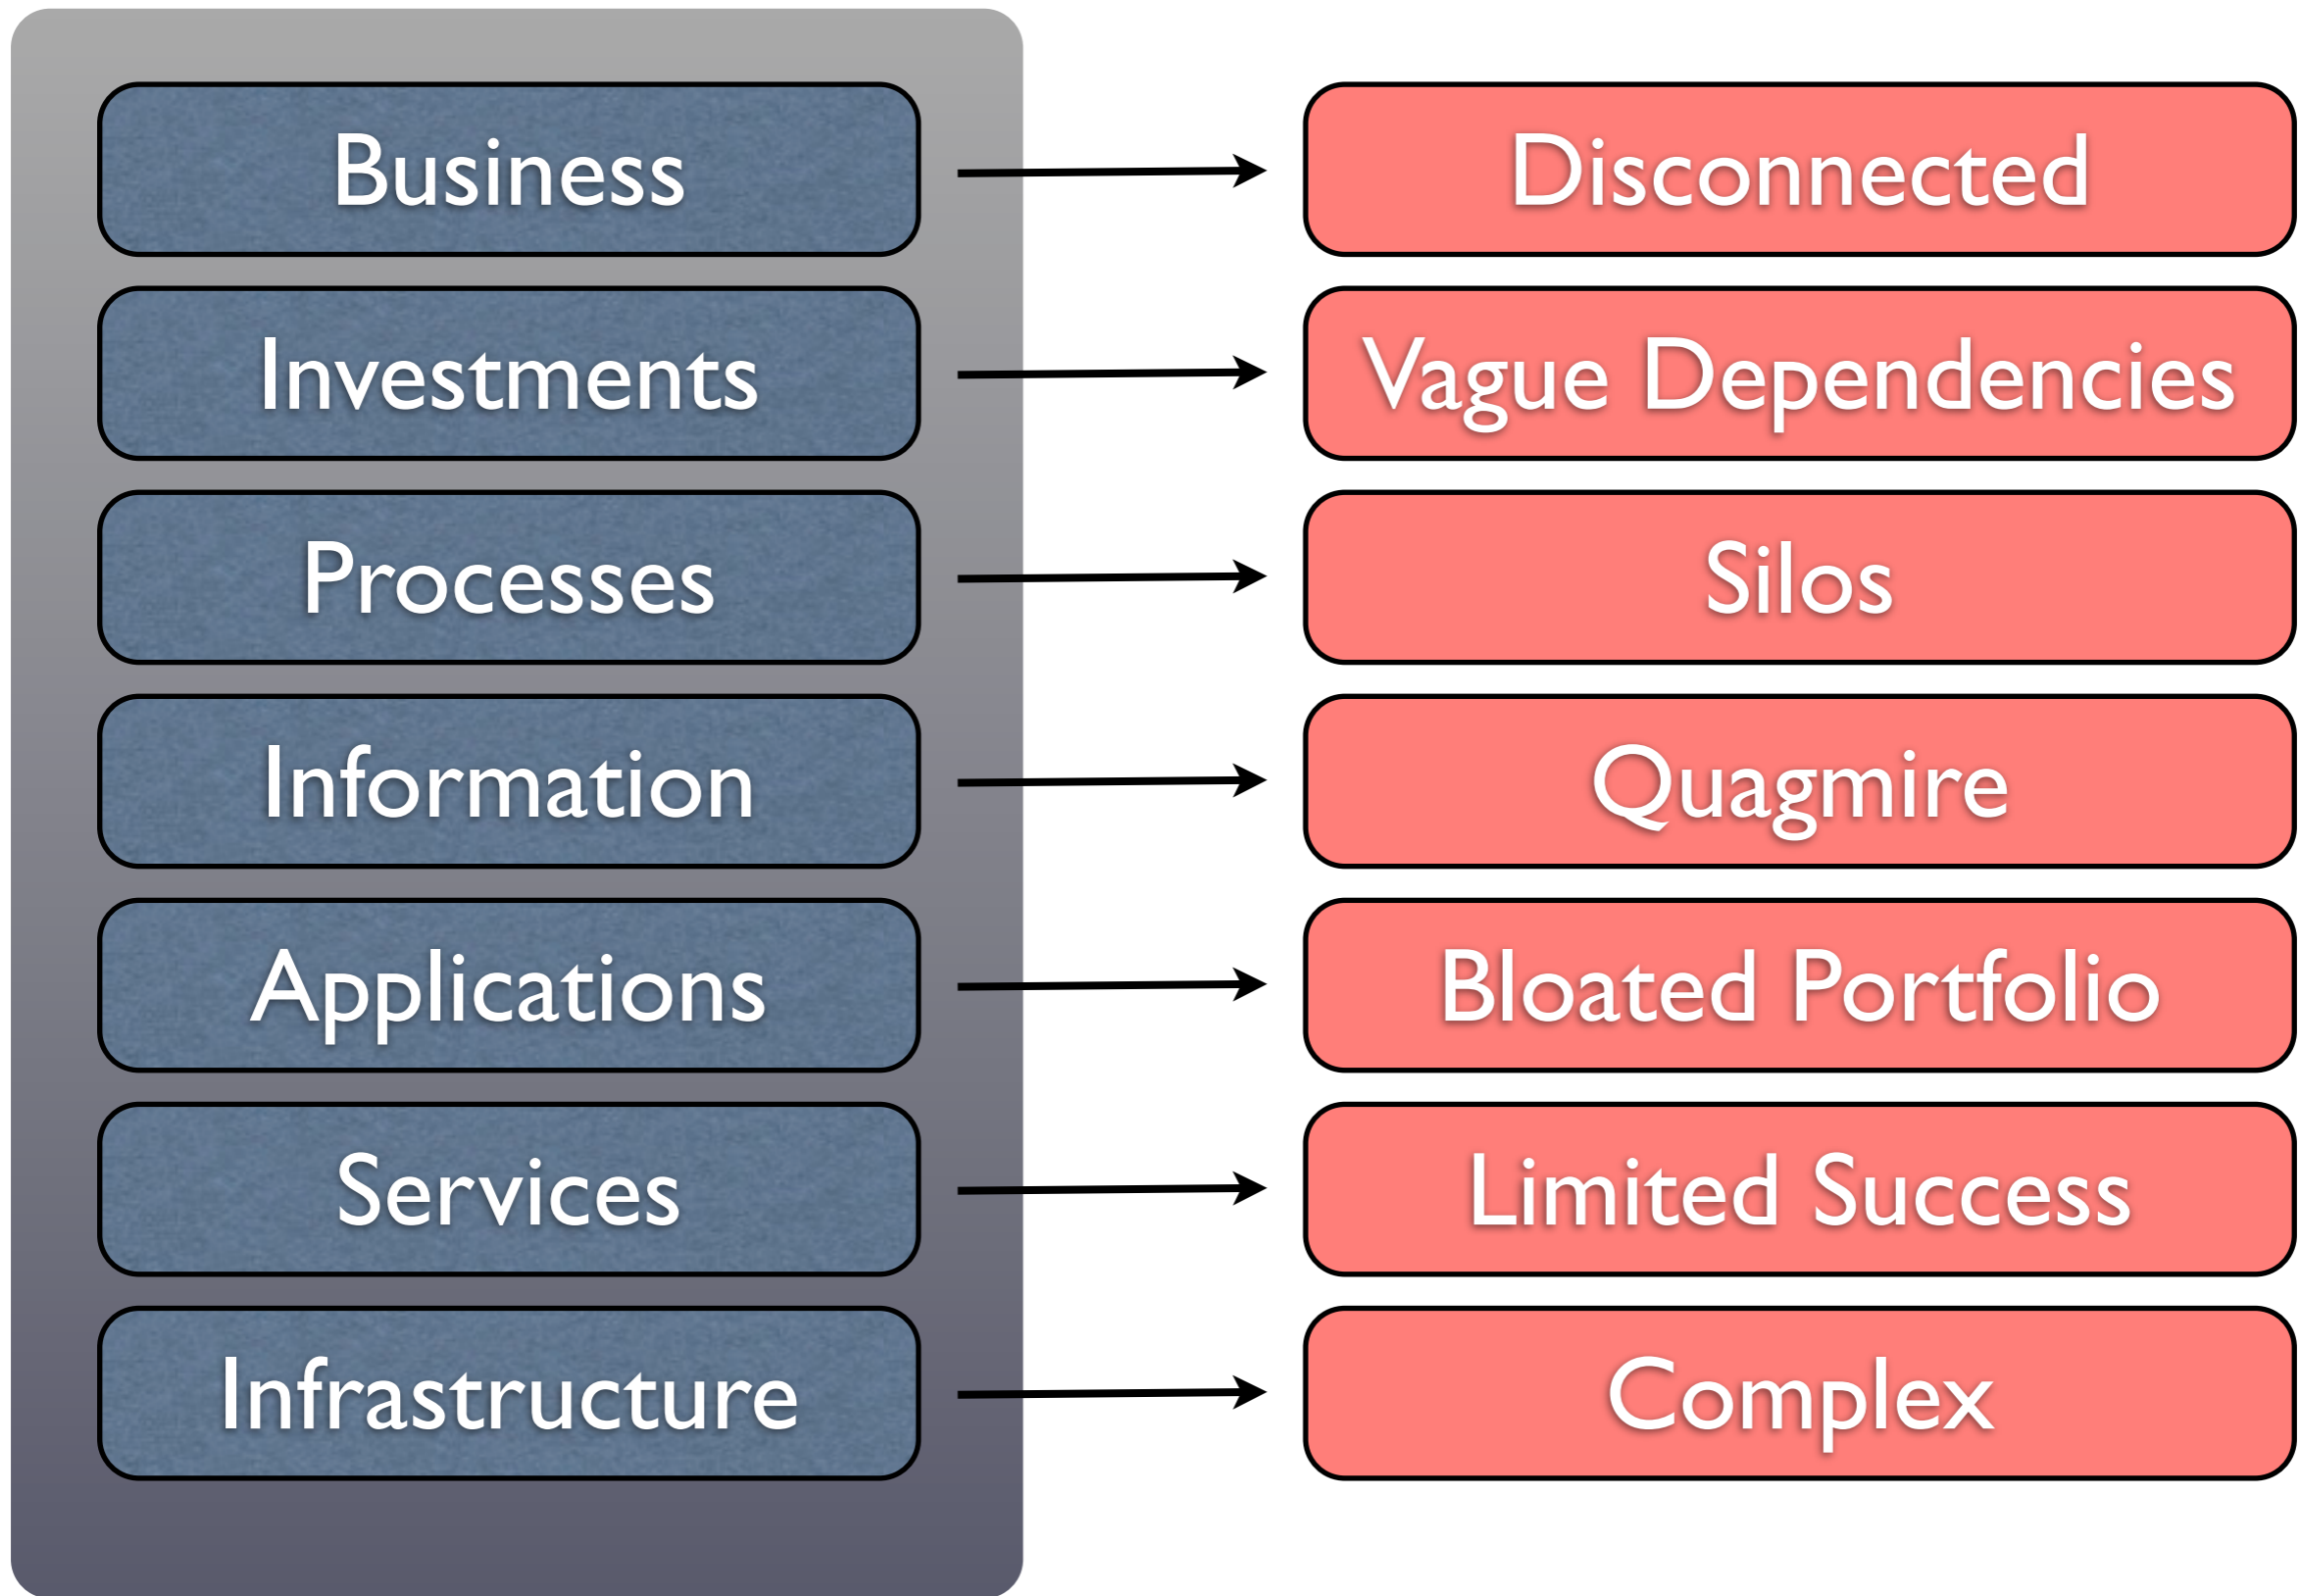 Business
Disconnected
Investments
Vague Dependencies
Processes
Silos
Information
Quagmire
Applications
Bloated Portfolio
Services
Limited Success
Infrastructure
Complex